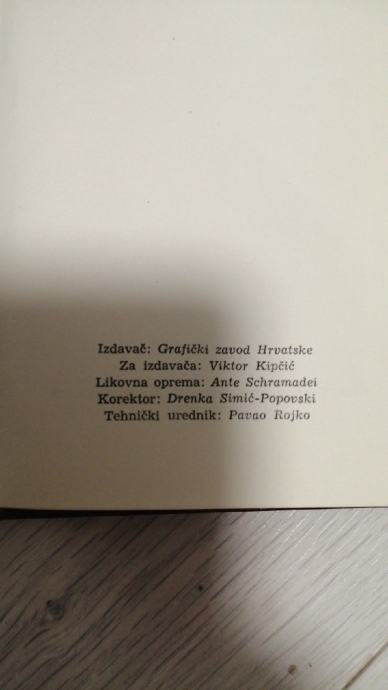 Izdavač: Grafički zavod Hrvatske
Za izdavača: Viktor Kipčić
Likovna oprema: Ante Schramadei
Korektor: Drenka Simić-Popovski
Tehnički urednik: Pavao Rojko